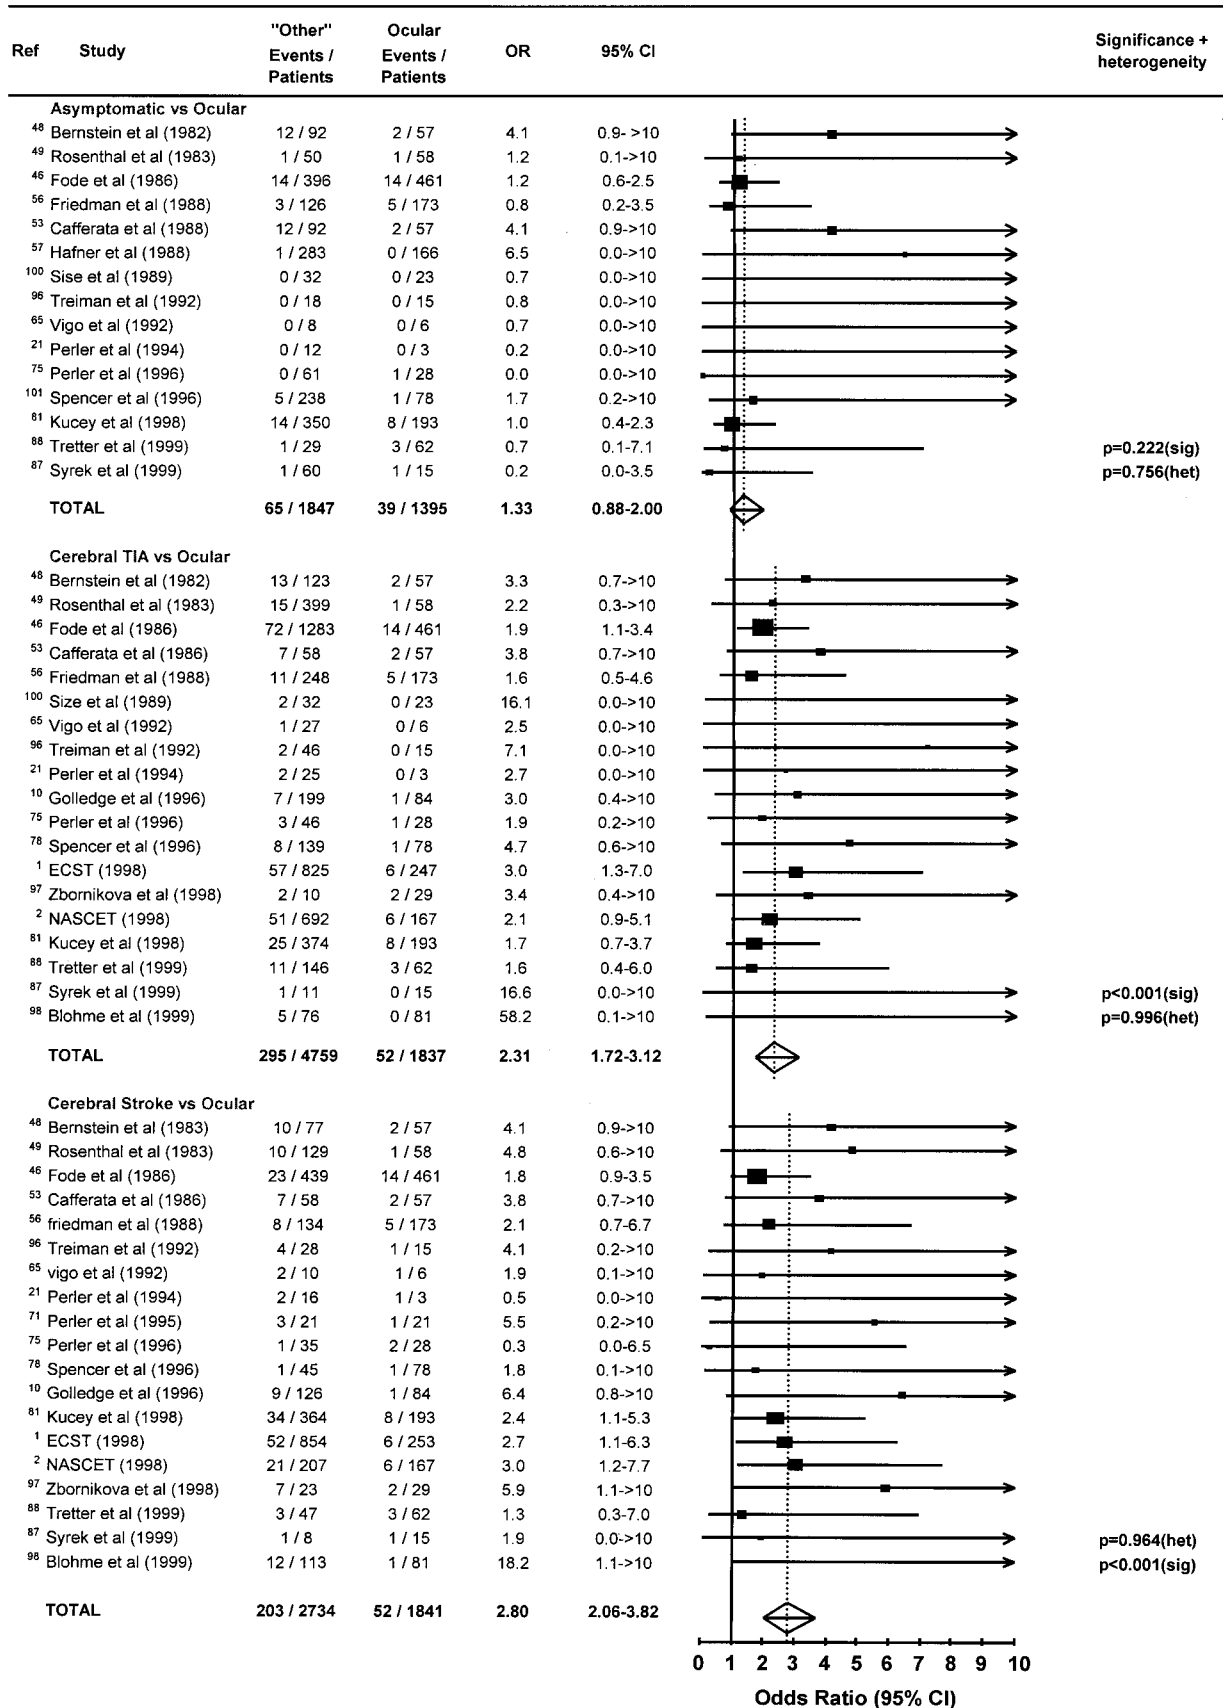 Ref Study "Other" Events / Patients Ocular Events / Patients OR 95% CI Significance + heterogeneity
Asymptomatic vs Ocular
48 Bernstein et al (1982) 12 / 92 2 / 57 4.1 0.9- >10
49 Rosenthal et al (1983) 1 / 50 1 / 58 1.2 0.1->10
46 Fode et al (1986) 14 / 396 14 / 461 1.2 0.6-2.5
56 Friedman et al (1988) 3 / 126 5 / 173 0.8 0.2-3.5
53 Cafferata et al (1988) 12 / 92 2 / 57 4.1 0.9->10
57 Hafner et al (1988) 1 / 283 0 / 166 6.5 0.0->10
100 Sise et al (1989) 0 / 32 0 / 23 0.7 0.0->10
96 Treiman et al (1992) 0 / 18 0 / 15 0.8 0.0->10
65 Vigo et al (1992) 0 / 8 0 / 6 0.7 0.0->10
21 Perler et al (1994) 0 / 12 0 / 3 0.2 0.0->10
75 Perler et al (1996) 0 / 61 1 / 28 0.0 0.0->10
101 Spencer et al (1996) 5 / 238 1 / 78 1.7 0.2->10
81 Kucey et al (1998) 14 / 350 8 / 193 1.0 0.4-2.3
88 Tretter et al (1999) 1 / 29 3 / 62 0.7 0.1-7.1 p=0.222(sig)
87 Syrek et al (1999) 1 / 60 1 / 15 0.2 0.0-3.5 p=0.756(het)
TOTAL 65 / 1847 39 / 1395 1.33 0.88-2.00
Cerebral TIA vs Ocular
48 Bernstein et al (1982) 13 / 123 2 / 57 3.3 0.7->10
49 Rosenthal et al (1983) 15 / 399 1 / 58 2.2 0.3->10
46 Fode et al (1986) 72 / 1283 14 / 461 1.9 1.1-3.4
53 Cafferata et al (1986) 7 / 58 2 / 57 3.8 0.7->10
56 Friedman et al (1988) 11 / 248 5 / 173 1.6 0.5-4.6
100 Size et al (1989) 2 / 32 0 / 23 16.1 0.0->10
65 Vigo et al (1992) 1 / 27 0 / 6 2.5 0.0->10
96 Treiman et al (1992) 2 / 46 0 / 15 7.1 0.0->10
21 Perler et al (1994) 2 / 25 0 / 3 2.7 0.0->10
10 Golledge et al (1996) 7 / 199 1 / 84 3.0 0.4->10
75 Perler et al (1996) 3 / 46 1 / 28 1.9 0.2->10
78 Spencer et al (1996) 8 / 139 1 / 78 4.7 0.6->10
1 ECST (1998) 57 / 825 6 / 247 3.0 1.3-7.0
97 Zbornikova et al (1998) 2 / 10 2 / 29 3.4 0.4->10
2 NASCET (1998) 51 / 692 6 / 167 2.1 0.9-5.1
81 Kucey et al (1998) 25 / 374 8 / 193 1.7 0.7-3.7
88 Tretter et al (1999) 11 / 146 3 / 62 1.6 0.4-6.0
87 Syrek et al (1999) 1 / 11 0 / 15 16.6 0.0->10 p<0.001(sig)
98 Blohme et al (1999) 5 / 76 0 / 81 58.2 0.1->10 p=0.996(het)
TOTAL 295 / 4759 52 / 1837 2.31 1.72-3.12
Cerebral Stroke vs Ocular
48 Bernstein et al (1983) 10 / 77 2 / 57 4.1 0.9->10
49 Rosenthal et al (1983) 10 / 129 1 / 58 4.8 0.6->10
46 Fode et al (1986) 23 / 439 14 / 461 1.8 0.9-3.5
53 Cafferata et al (1986) 7 / 58 2 / 57 3.8 0.7->10
56 friedman et al (1988) 8 / 134 5 / 173 2.1 0.7-6.7
96 Treiman et al (1992) 4 / 28 1 / 15 4.1 0.2->10
65 vigo et al (1992) 2 / 10 1 / 6 1.9 0.1->10
21 Perler et al (1994) 2 / 16 1 / 3 0.5 0.0->10
71 Perler et al (1995) 3 / 21 1 / 21 5.5 0.2->10
75 Perler et al (1996) 1 / 35 2 / 28 0.3 0.0-6.5
78 Spencer et al (1996) 1 / 45 1 / 78 1.8 0.1->10
10 Golledge et al (1996) 9 / 126 1 / 84 6.4 0.8->10
81 Kucey et al (1998) 34 / 364 8 / 193 2.4 1.1-5.3
1 ECST (1998) 52 / 854 6 / 253 2.7 1.1-6.3
2 NASCET (1998) 21 / 207 6 / 167 3.0 1.2-7.7
97 Zbornikova et al (1998) 7 / 23 2 / 29 5.9 1.1->10
88 Tretter et al (1999) 3 / 47 3 / 62 1.3 0.3-7.0
87 Syrek et al (1999) 1 / 8 1 / 15 1.9 0.0->10 p=0.964(het)
98 Blohme et al (1999) 12 / 113 1 / 81 18.2 1.1->10 p<0.001(sig)
TOTAL 203 / 2734 52 / 1841 2.80 2.06-3.82
0 1 2 3 4 5 6 7 8 9 10
Odds Ratio (95% CI)